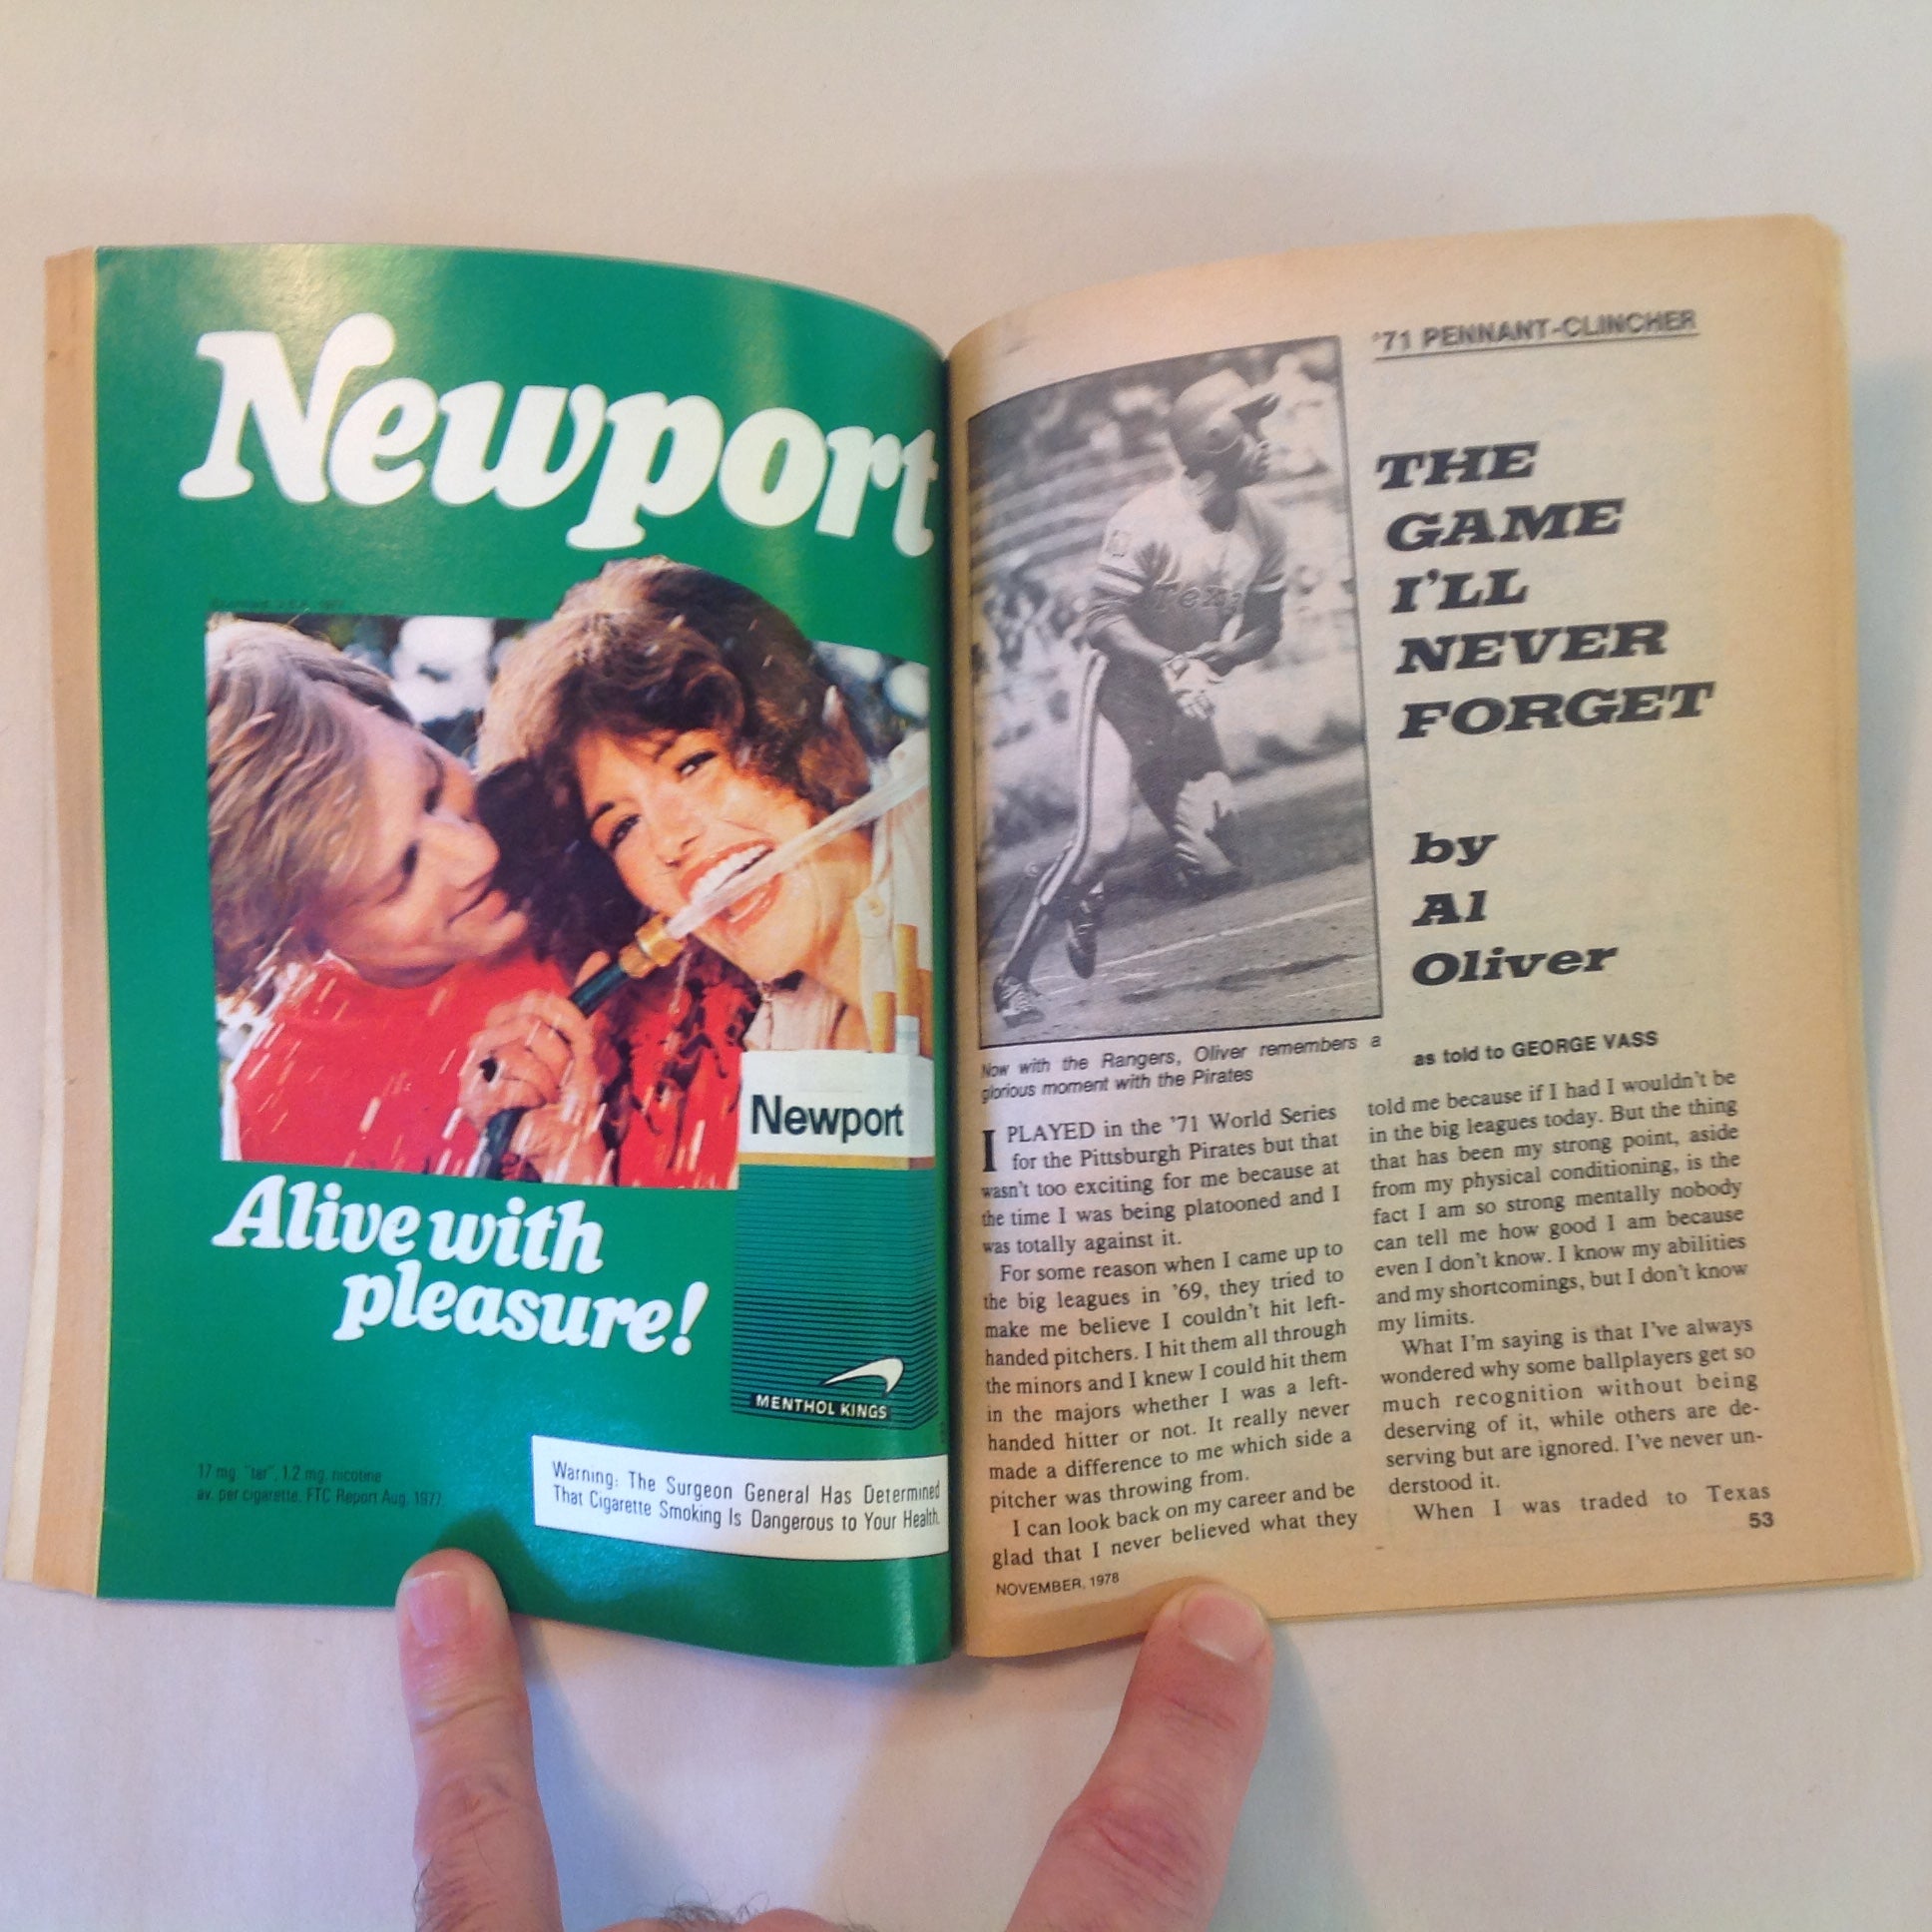 Newport
Newport
MENTHOL KINGS
Alive with
pleasure!
17 mg. "tar", 1.2 mg. nicotine
av. per cigarette, FTC Report Aug. 1977.
Warning: The Surgeon General Has Determined
That Cigarette Smoking Is Dangerous to Your Health.
'71 PENNANT-CLINCHER
THE
GAME
I'LL
NEVER
FORGET
by
Al
Oliver
as told to GEORGE VASS
Texas
Now with the Rangers, Oliver remembers a
glorious moment with the Pirates
I PLAYED in the '71 World Series
for the Pittsburgh Pirates but that
wasn't too exciting for me because at
the time I was being platooned and I
was totally against it.
For some reason when I came up to
the big leagues in '69, they tried to
make me believe I couldn't hit left-
handed pitchers. I hit them all through
the minors and I knew I could hit them
in the majors whether I was a left-
handed hitter or not. It really never
made a difference to me which side a
pitcher was throwing from.
I can look back on my career and be
glad that I never believed what they
told me because if I had I wouldn't be
in the big leagues today. But the thing
that has been my strong point, aside
from my physical conditioning, is the
fact I am so strong mentally nobody
can tell me how good I am because
even I don't know. I know my abilities
and my shortcomings, but I don't know
my limits.
What I'm saying is that I've always
wondered why some ballplayers get so
much recognition without being
deserving of it, while others are de-
serving but are ignored. I've never un-
derstood it.
When I was traded to Texas
NOVEMBER, 1978
53